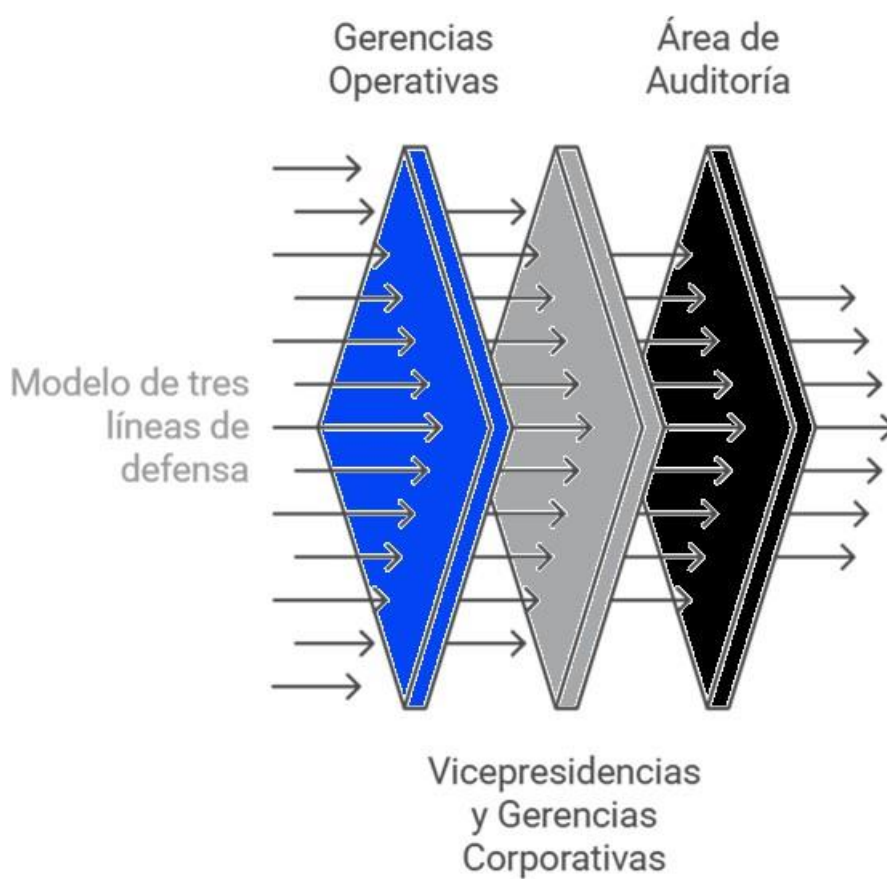 Gerencias
Operativas
Área de
Auditoría
Modelo de tres
líneas de
defensa
Vicepresidencias
y Gerencias
Corporativas